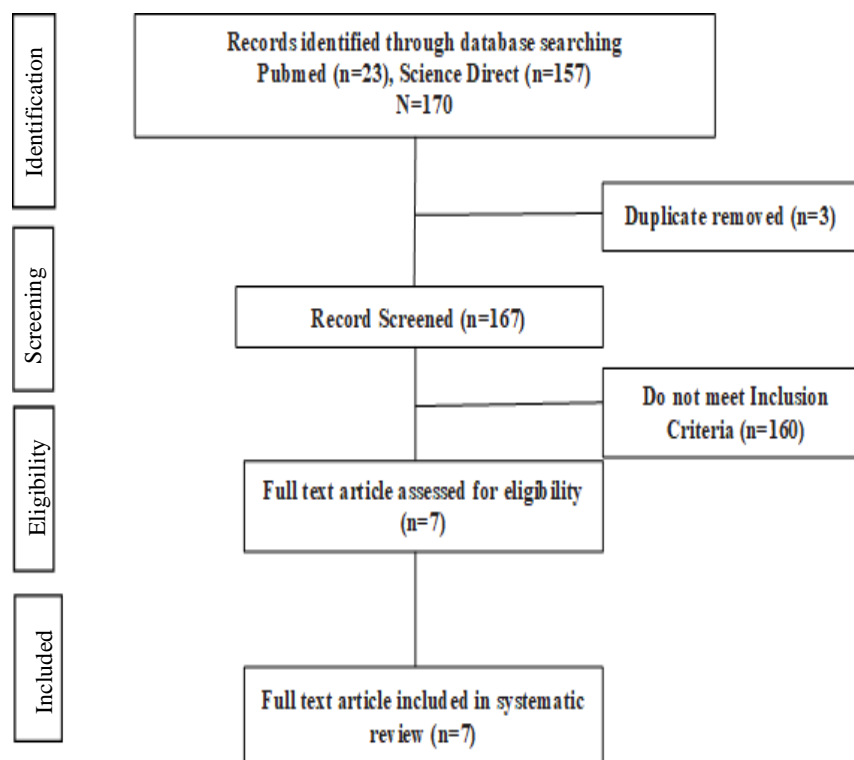 Identification
Records identified through database searching
Pubmed (n=23), Science Direct (n=157)
N=170
Duplicate removed (n=3)
Screening
Record Screened (n=167)
Do not meet Inclusion
Criteria (n=160)
Eligibility
Full text article assessed for eligibility
(n=7)
Included
Full text article included in systematic
review (n=7)